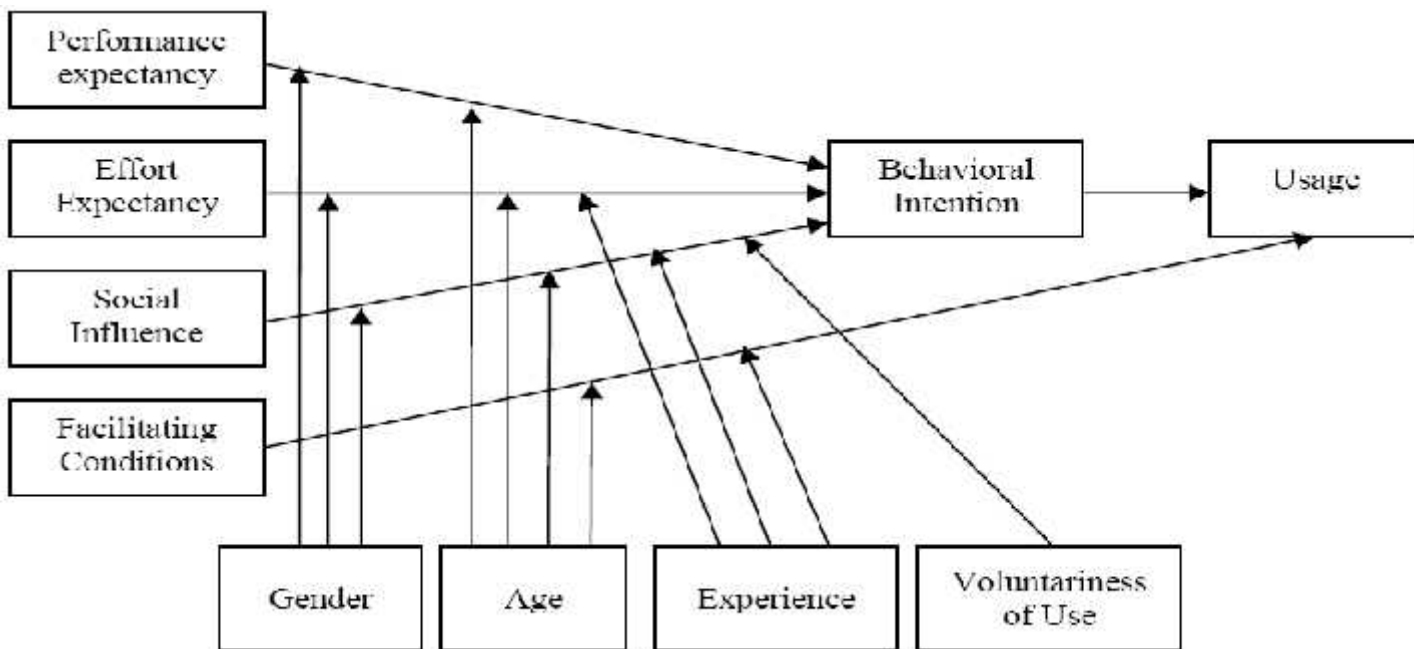 Performance
expectancy
Effort
Expectancy
Behavioral
Intention
Usage
Social
Influence
Facilitating
Conditions
Gender
Age
Experience
Voluntariness
of Use